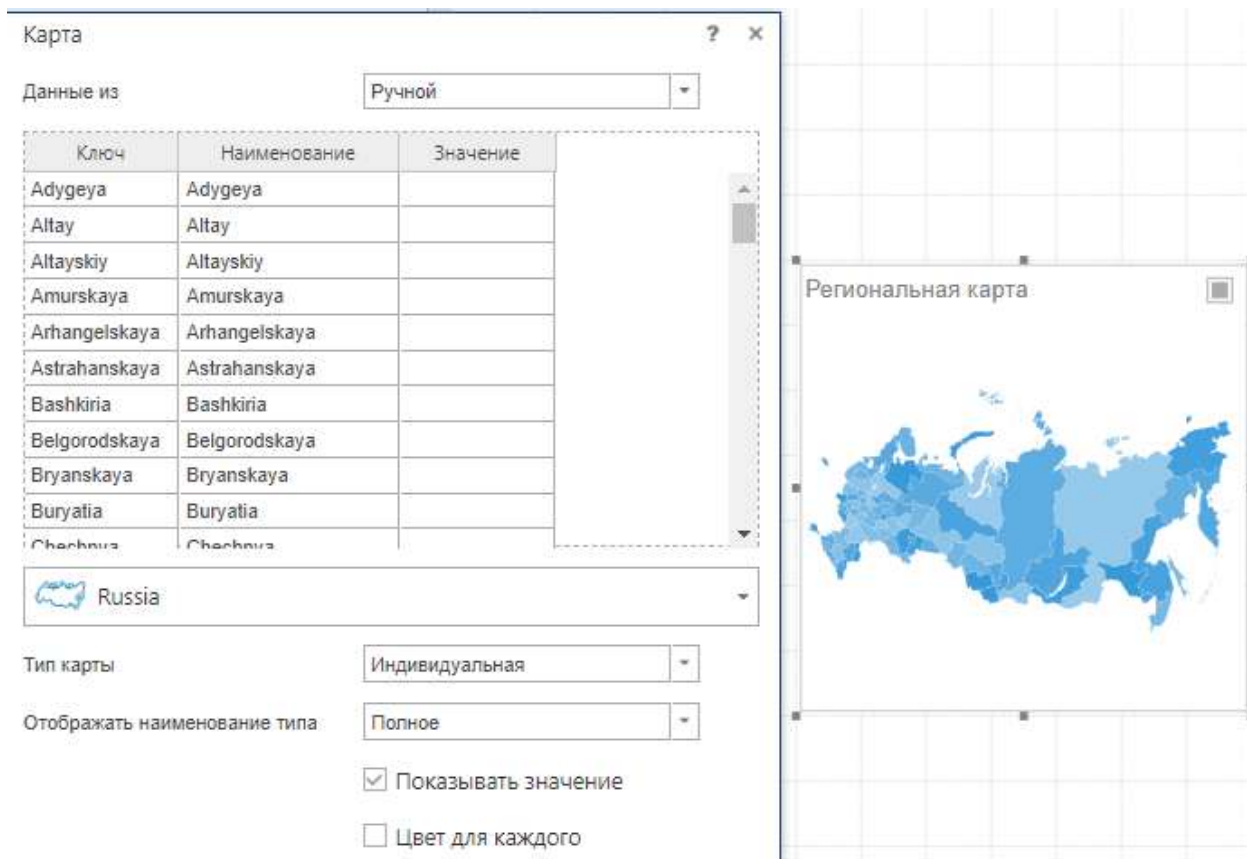 Карта ? ×
Данные из Ручной
Ключ Наименование Значение
Adygeya Adygeya
Altay Altay
Altayskiy Altayskiy
Amurskaya Amurskaya
Arhangelskaya Arhangelskaya
Astrahanskaya Astrahanskaya
Bashkiria Bashkiria
Belgorodskaya Belgorodskaya
Bryanskaya Bryanskaya
Buryatia Buryatia
Chechnya Chechnya
Russia
Тип карты Индивидуальная
Отображать наименование типа Полное
Показывать значение
Цвет для каждого
Региональная карта